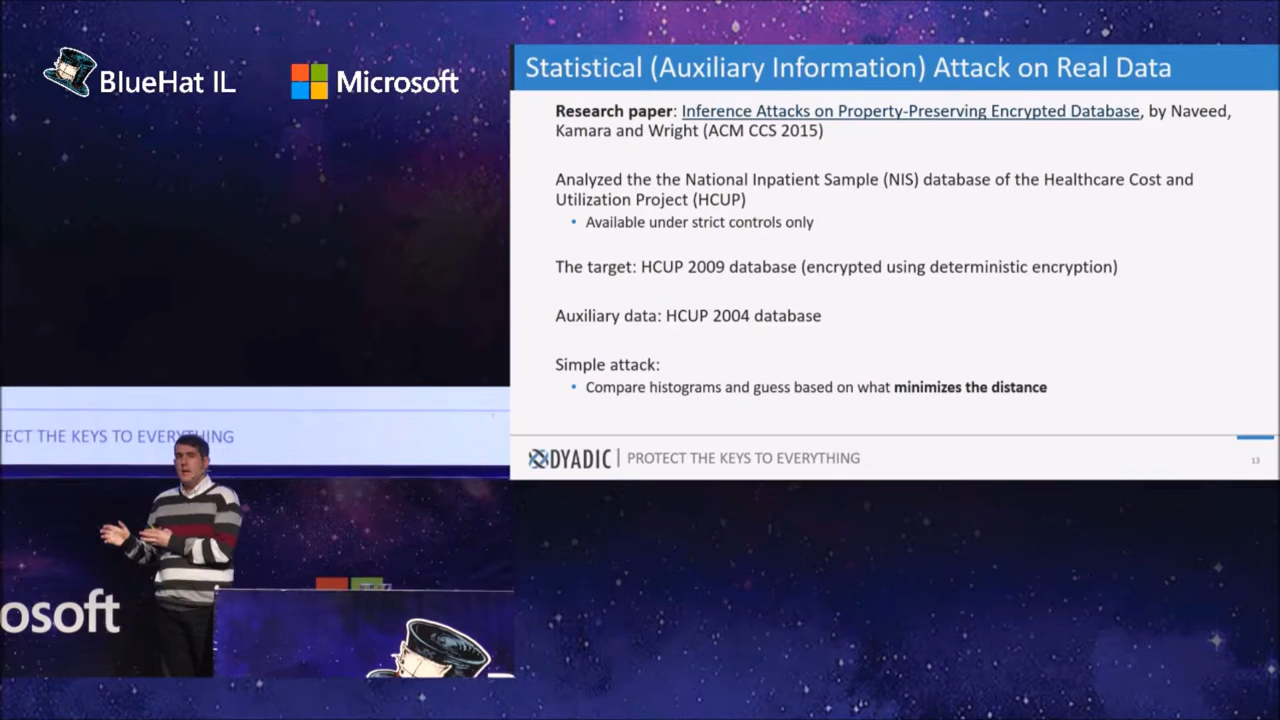 BlueHat IL
Microsoft
Statistical (Auxiliary Information) Attack on Real Data
Research paper: Inference Attacks on Property-Preserving Encrypted Database, by Naveed,
Kamara and Wright (ACM CCS 2015)
Analyzed the the National Inpatient Sample (NIS) database of the Healthcare Cost and
Utilization Project (HCUP)
• Available under strict controls only
The target: HCUP 2009 database (encrypted using deterministic encryption)
Auxiliary data: HCUP 2004 database
Simple attack:
• Compare histograms and guess based on what minimizes the distance
DYADIC | PROTECT THE KEYS TO EVERYTHING
13
TECT THE KEYS TO EVERYTHING
osoft